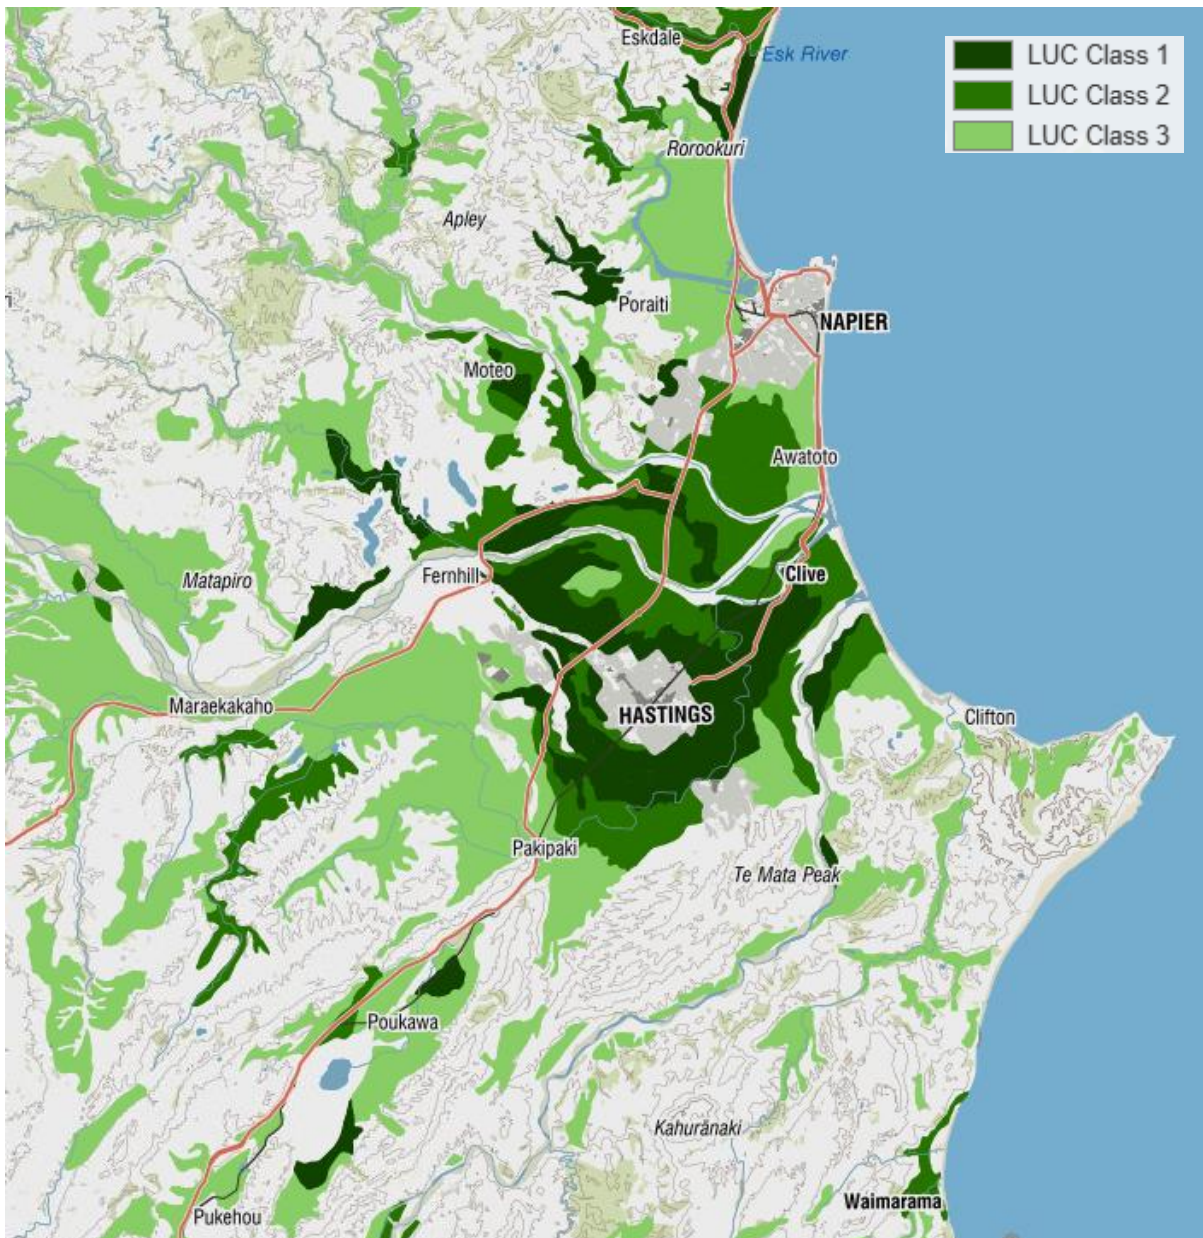 Eskdale
Esk River
LUC Class 1
LUC Class 2
LUC Class 3
Rorookuri
Apley
Poraiti
NAPIER
Moteo
Awatoto
Fernhill
Clive
Matapiro
Maraekakaho
HASTINGS
Clifton
Pakipaki
Te Mata Peak
Poukawa
Kahurānaki
Waimarama
Pukehou